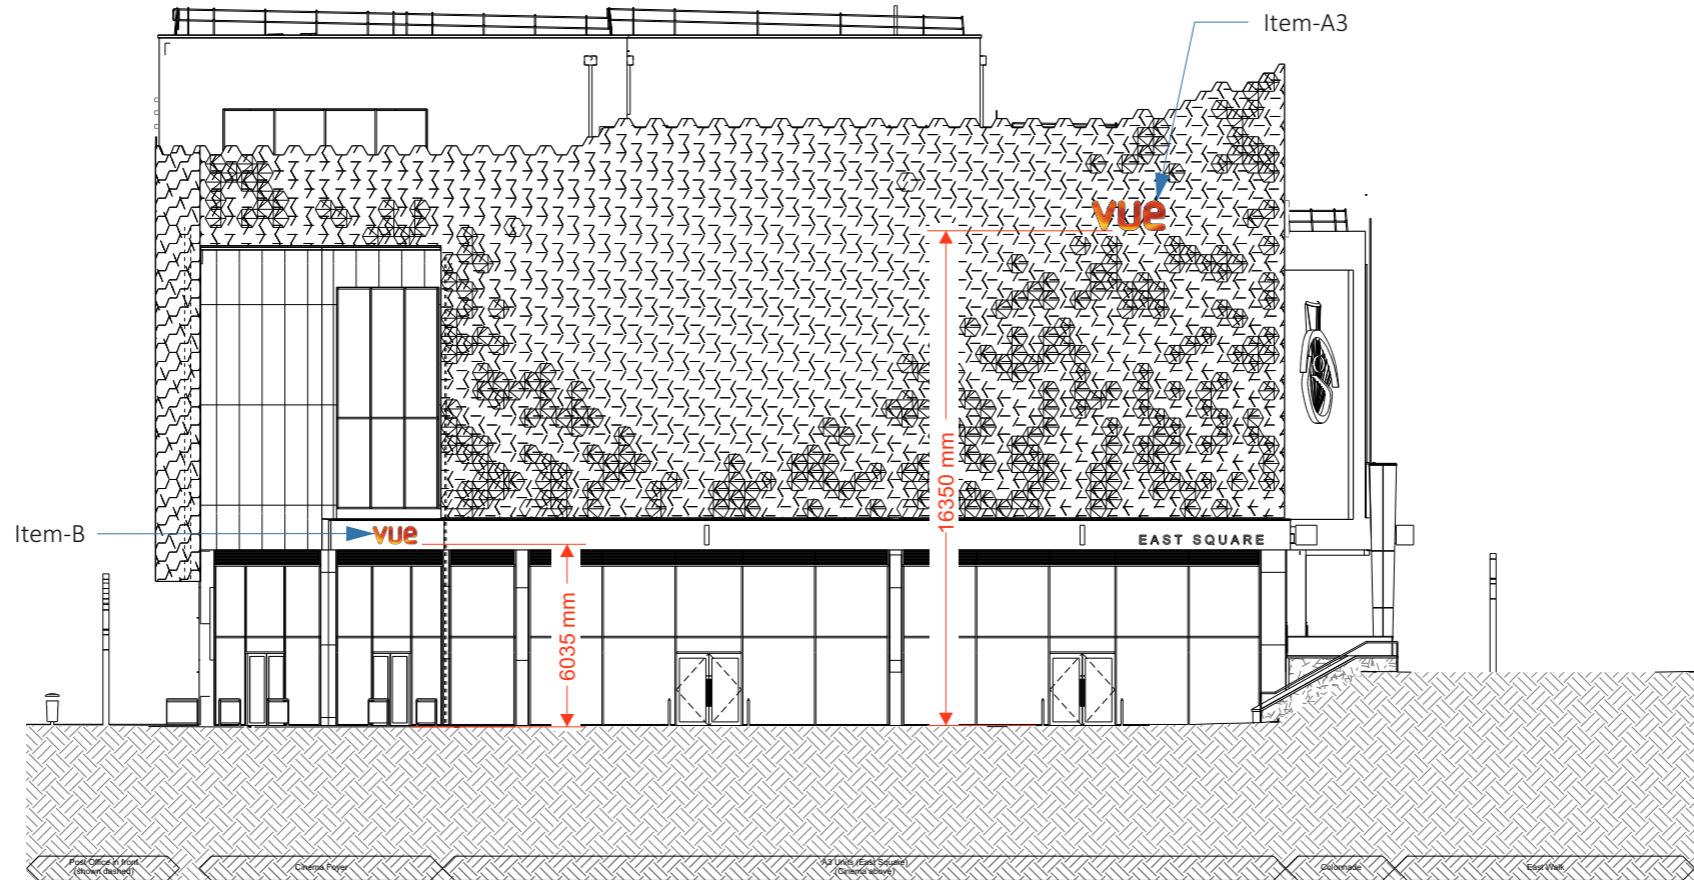 Item-A3
vue
16350 mm
Item-B
vue
EAST SQUARE
6035 mm
Post Office in front
(shown dashed)
Cinema Foyer
A3 Units (East Square)
(Cinema above)
Colonnade
East Walk